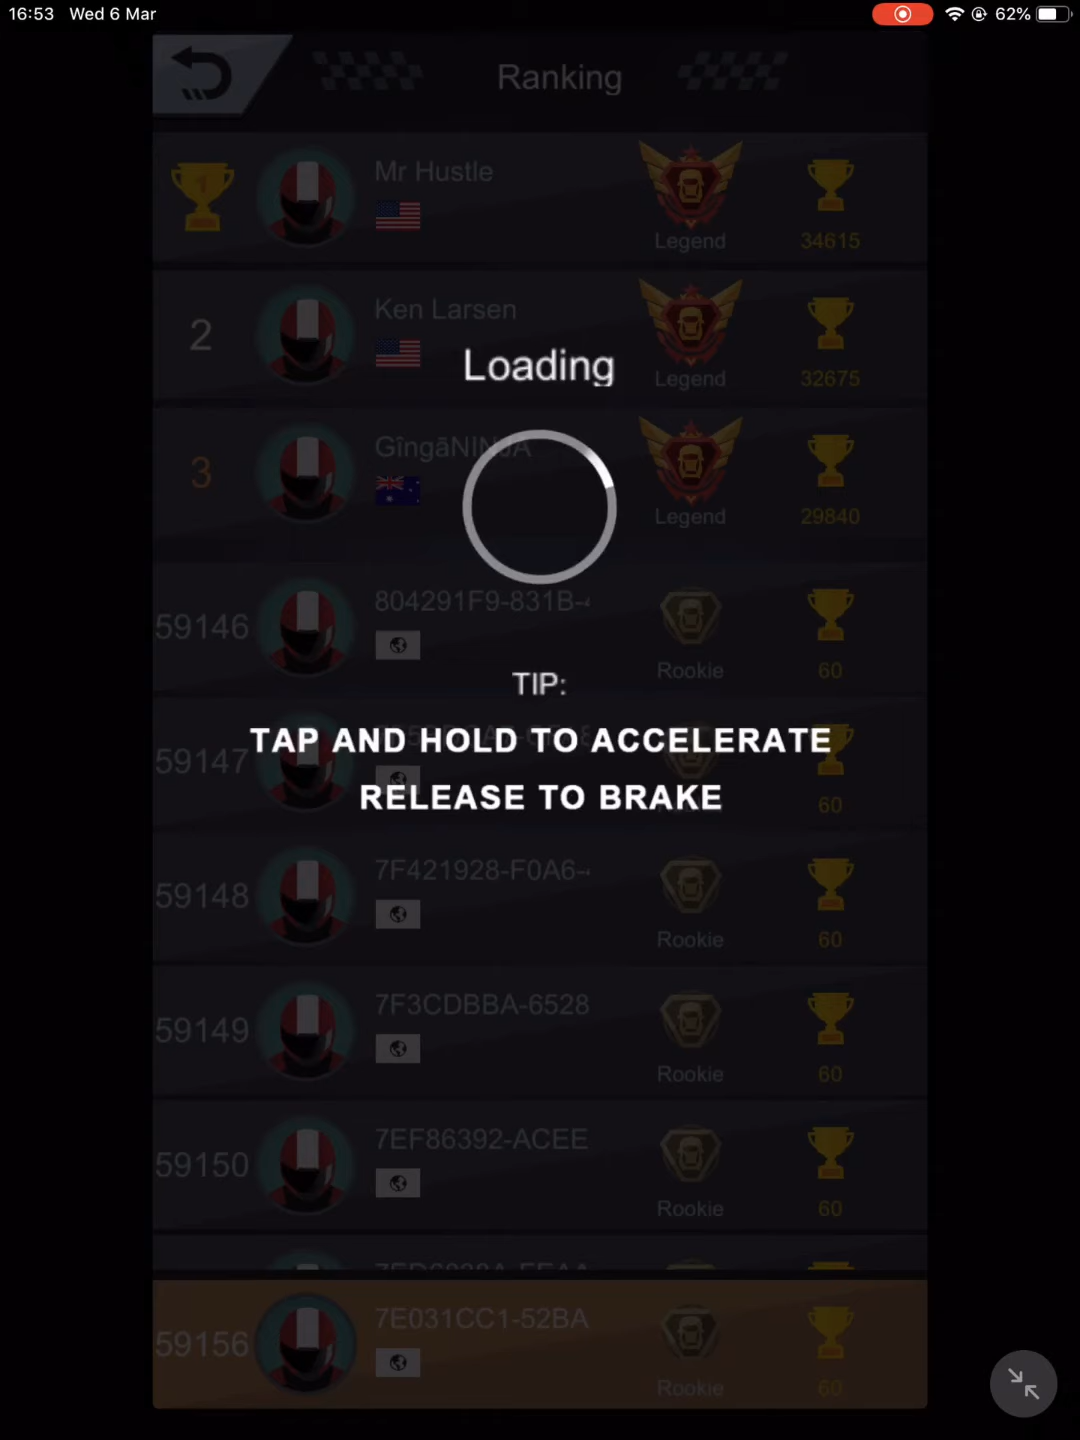 16:53 Wed 6 Mar 62%
Ranking
1 Mr Hustle
Legend 34615
2 Ken Larsen
Legend 32675
Loading
3 GîngāNINJA
Legend 29840
59146 804291F9-831B-
Rookie 60
TIP:
TAP AND HOLD TO ACCELERATE
RELEASE TO BRAKE
59147
60
59148 7F421928-F0A6-
Rookie 60
59149 7F3CDBBA-6528
Rookie 60
59150 7EF86392-ACEE
Rookie 60
59156 7E031CC1-52BA
Rookie 60